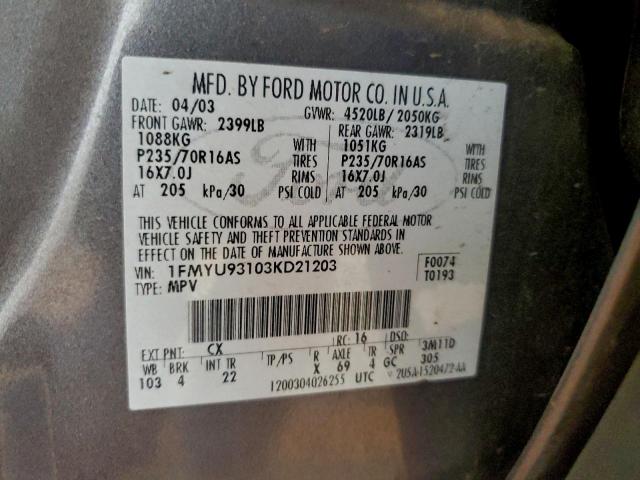 MFD. BY FORD MOTOR CO. IN U.S.A.
DATE: 04/03 GVWR: 4520LB/ 2050KG
FRONT GAWR: 2399LB REAR GAWR: 2319LB
1088KG WITH 1051KG WITH
P235/70R16AS TIRES P235/70R16AS TIRES
16X7.0J RIMS 16X7.0J RIMS
AT 205 kPa/30 PSI COLD AT 205 kPa/30 PSI COLD
Ford
THIS VEHICLE CONFORMS TO ALL APPLICABLE FEDERAL MOTOR
VEHICLE SAFETY AND THEFT PREVENTION STANDARDS IN
EFFECT ON THE DATE OF MANUFACTURE SHOWN ABOVE.
VIN: 1FMYU93103KD21203 F0074
TYPE: MPV T0193
EXT PNT: CX RC: 16 DSO:
WB BRK INT TR TP/PS R AXLE TR SPR 3M11D
103 4 22 X 69 4 GC 305
1200304026255 UTC